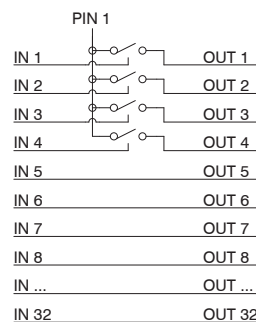 PIN 1
IN 1 OUT 1
IN 2 OUT 2
IN 3 OUT 3
IN 4 OUT 4
IN 5 OUT 5
IN 6 OUT 6
IN 7 OUT 7
IN 8 OUT 8
IN ... OUT ...
IN 32 OUT 32